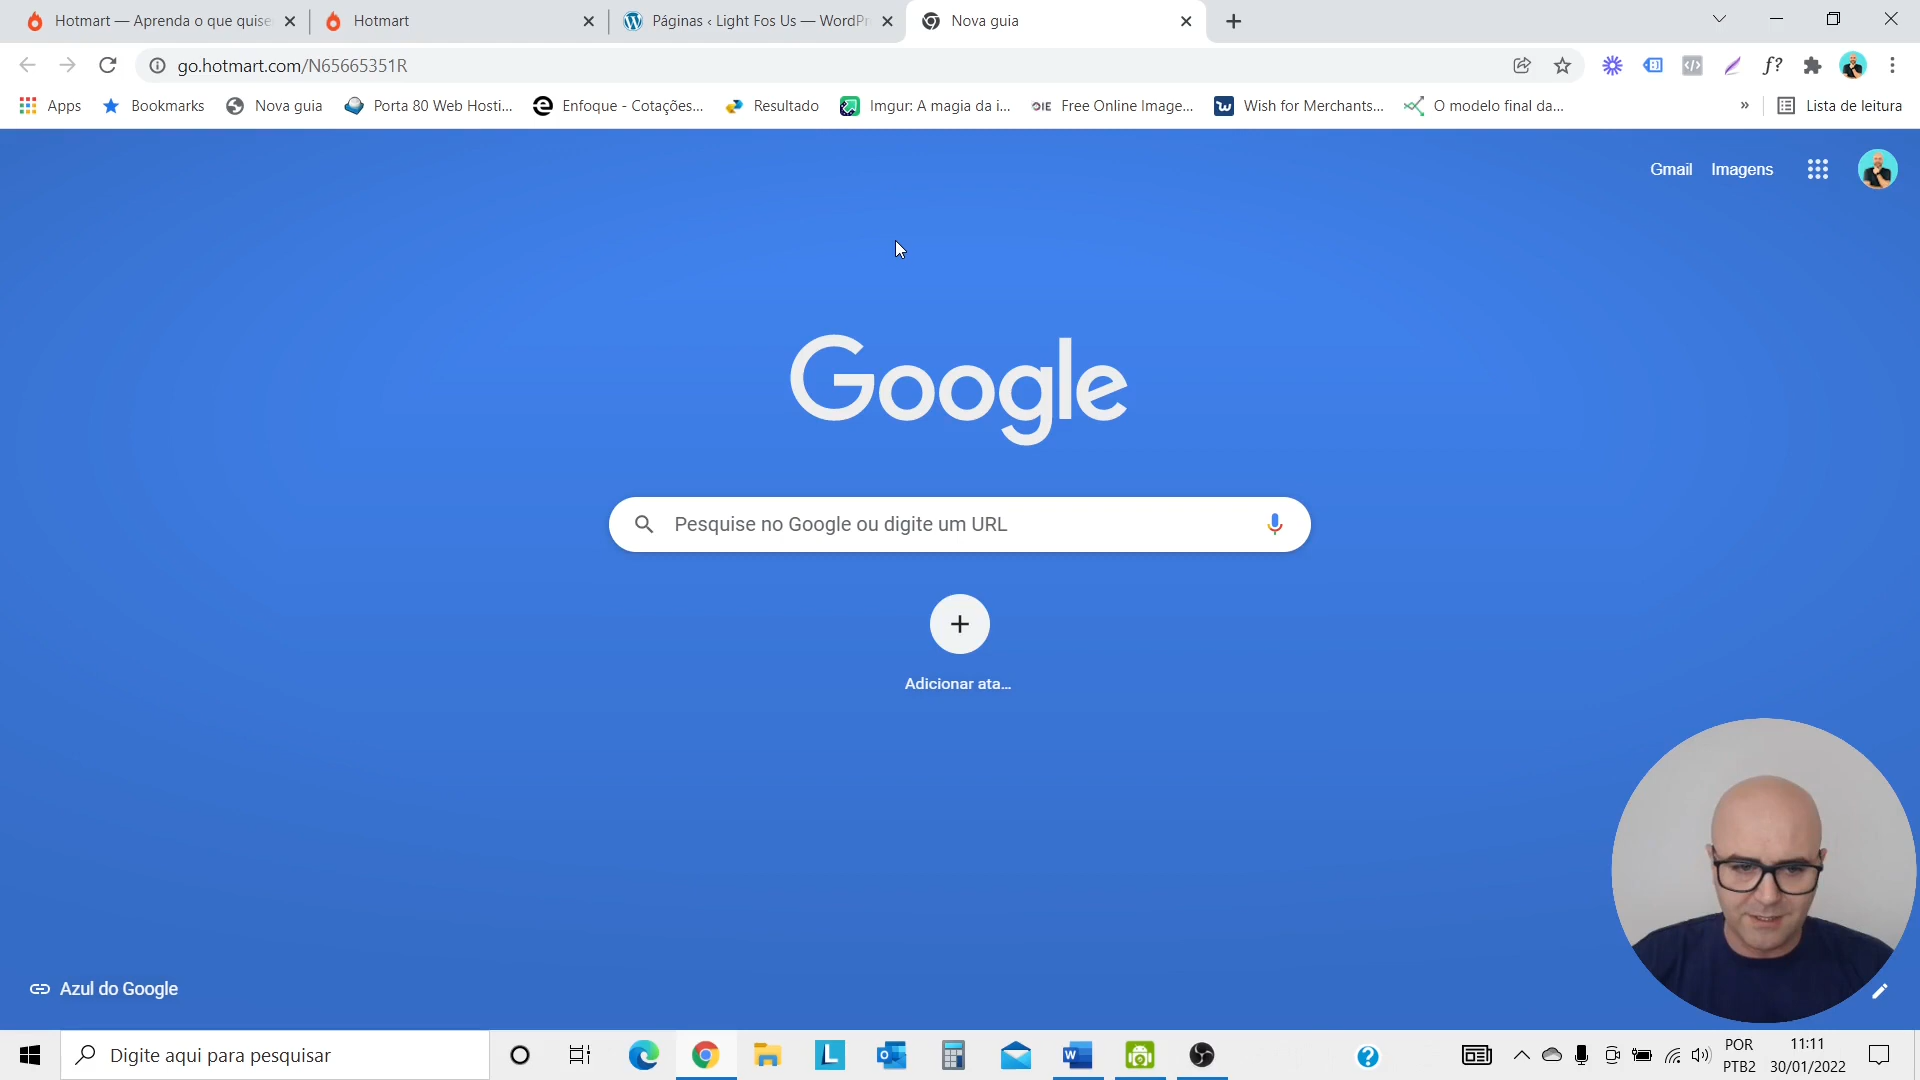 Hotmart — Aprenda o que quise
Hotmart
Páginas ‹ Light Fos Us — WordPr
Nova guia
go.hotmart.com/N65665351R
Apps
Bookmarks
Nova guia
Porta 80 Web Hosti...
Enfoque - Cotações...
Resultado
Imgur: A magia da i...
OIE
Free Online Image...
Wish for Merchants...
O modelo final da...
»
Lista de leitura
Gmail
Imagens
Google
Pesquise no Google ou digite um URL
Adicionar ata...
Azul do Google
Digite aqui para pesquisar
POR
PTB2
11:11
30/01/2022